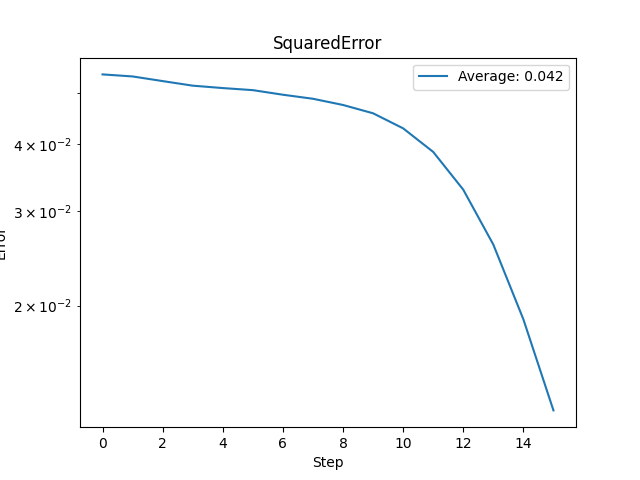 SquaredError
Average: 0.042
4 × 10⁻²
3 × 10⁻²
2 × 10⁻²
Error
0 2 4 6 8 10 12 14
Step